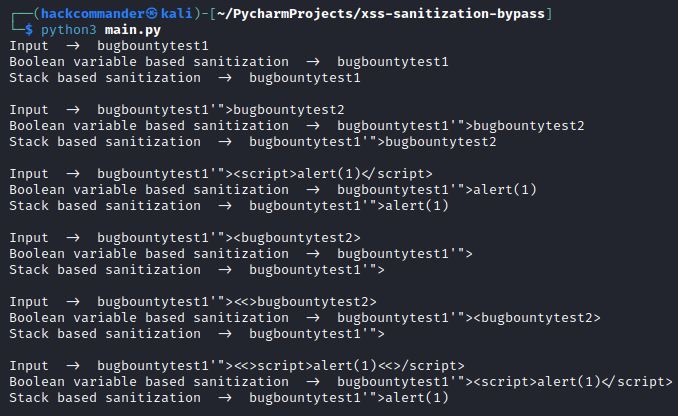 ┌──(hackcommander㉿kali)-[~/PycharmProjects/xss-sanitization-bypass]
└─$ python3 main.py
Input  →  bugbountytest1
Boolean variable based sanitization  →  bugbountytest1
Stack based sanitization  →  bugbountytest1
Input  →  bugbountytest1'">bugbountytest2
Boolean variable based sanitization  →  bugbountytest1'">bugbountytest2
Stack based sanitization  →  bugbountytest1'">bugbountytest2
Input  →  bugbountytest1'"><script>alert(1)</script>
Boolean variable based sanitization  →  bugbountytest1'">alert(1)
Stack based sanitization  →  bugbountytest1'">alert(1)
Input  →  bugbountytest1'"><bugbountytest2>
Boolean variable based sanitization  →  bugbountytest1'">
Stack based sanitization  →  bugbountytest1'">
Input  →  bugbountytest1'"><<>bugbountytest2>
Boolean variable based sanitization  →  bugbountytest1'"><bugbountytest2>
Stack based sanitization  →  bugbountytest1'">
Input  →  bugbountytest1'"><<>script>alert(1)<<>/script>
Boolean variable based sanitization  →  bugbountytest1'"><script>alert(1)</script>
Stack based sanitization  →  bugbountytest1'">alert(1)